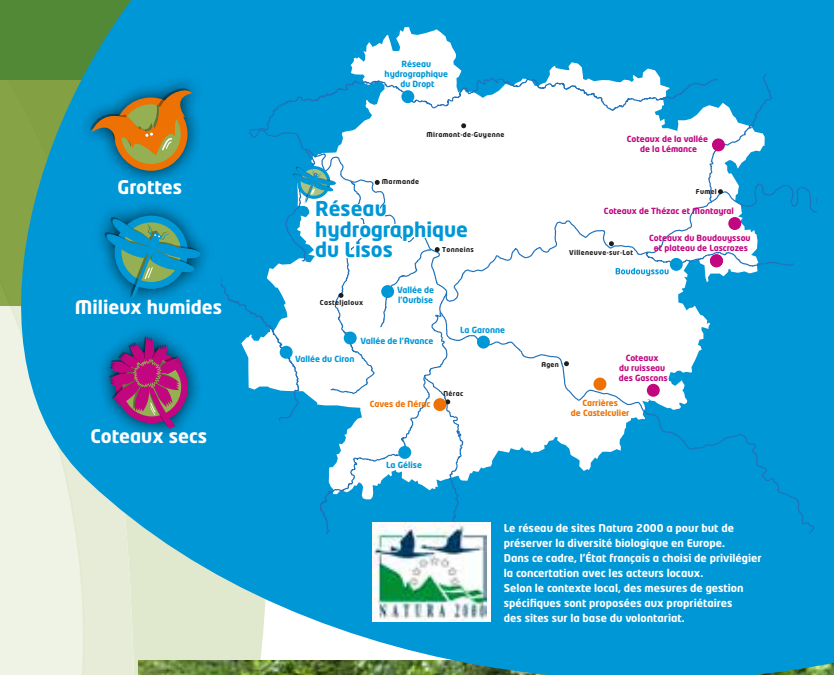 Grottes
Milieux humides
Coteaux secs
Réseau
hydrographique
du Dropt
Miramont-de-Guyenne
Coteaux de la vallée
de la Lémance
Marmande
Fumel
Réseau
hydrographique
du Lisos
Coteaux de Thézac et Montayral
Tonneins
Villeneuve-sur-Lot
Coteaux du Boudouyssou
et plateau de Lascrozes
Boudouyssou
Casteljaloux
Vallée de
l'Ourbise
Vallée de l'Avance
La Garonne
Vallée du Ciron
Agen
Coteaux
du ruisseau
des Gascons
Caves de Nérac
Nérac
Carrières
de Castelculier
La Gélise
NATURA 2000
Le réseau de sites Natura 2000 a pour but de
préserver la diversité biologique en Europe.
Dans ce cadre, l'État français a choisi de privilégier
la concertation avec les acteurs locaux.
Selon le contexte local, des mesures de gestion
spécifiques sont proposées aux propriétaires
des sites sur la base du volontariat.